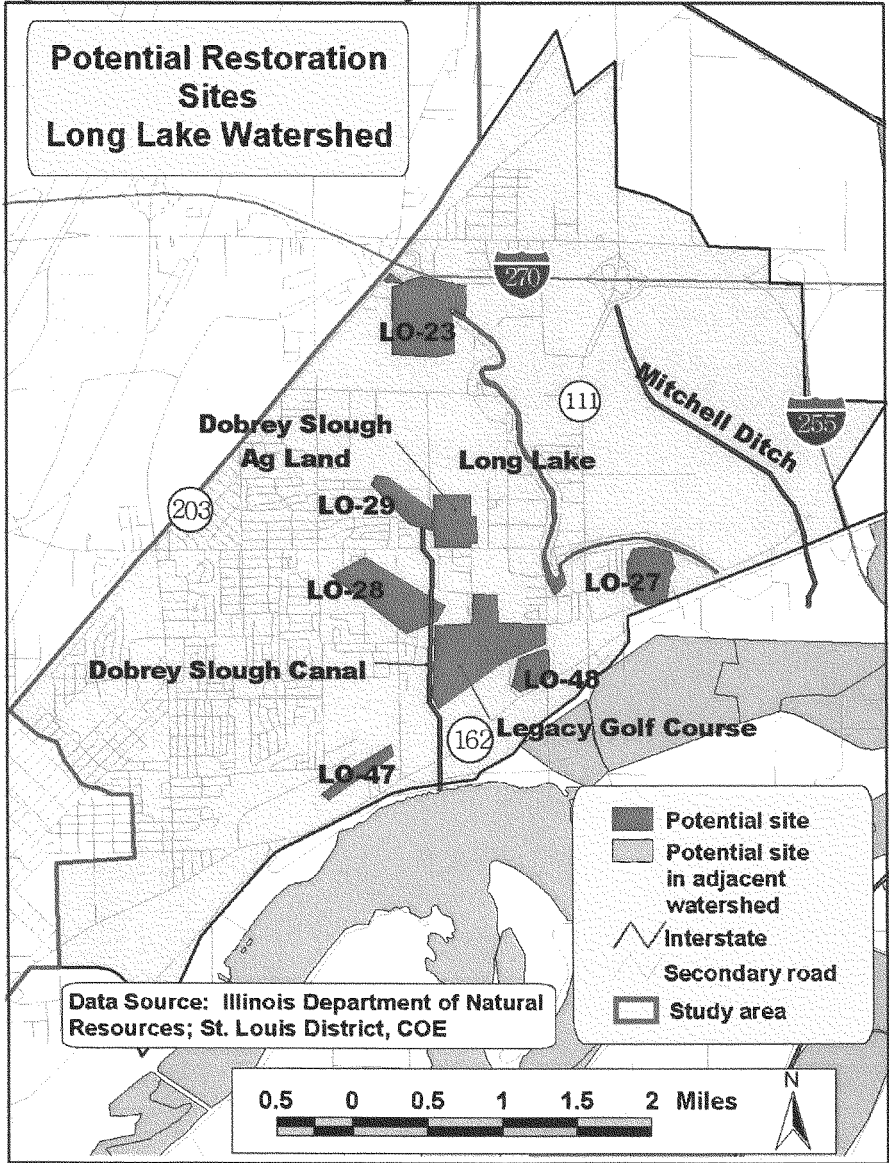 Potential Restoration
Sites
Long Lake Watershed
270
LO-23
111
Mitchell Ditch
255
Dobrey Slough
Ag Land
Long Lake
203
LO-29
LO-28
LO-27
Dobrey Slough Canal
LO-48
162
Legacy Golf Course
LO-47
Potential site
Potential site
in adjacent
watershed
Interstate
Secondary road
Study area
Data Source: Illinois Department of Natural
Resources; St. Louis District, COE
N
0.5 0 0.5 1 1.5 2 Miles